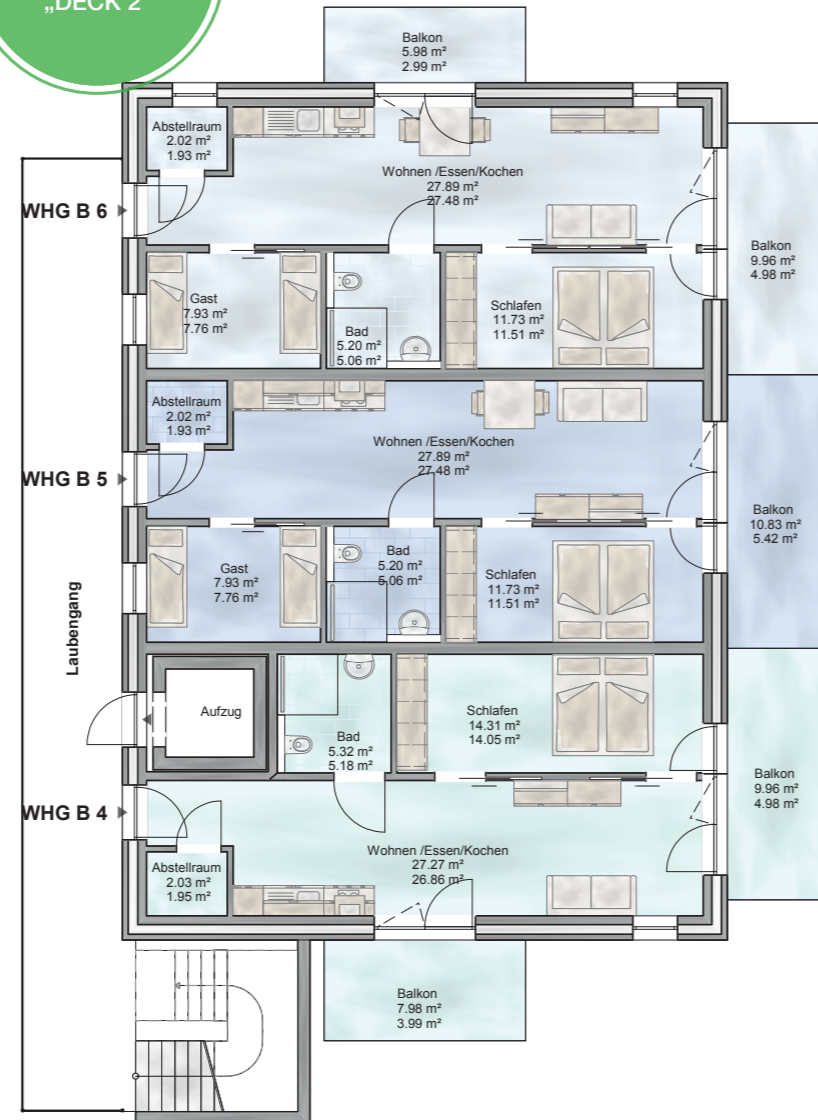 „DECK 2
Balkon
5.98 m²
2.99 m²
Abstellraum
2.02 m²
1.93 m²
Wohnen /Essen/Kochen
27.89 m²
27.48 m²
WHG B 6
Balkon
9.96 m²
4.98 m²
Gast
7.93 m²
7.76 m²
Bad
5.20 m²
5.06 m²
Schlafen
11.73 m²
11.51 m²
Abstellraum
2.02 m²
1.93 m²
Wohnen /Essen/Kochen
27.89 m²
27.48 m²
WHG B 5
Balkon
10.83 m²
5.42 m²
Gast
7.93 m²
7.76 m²
Bad
5.20 m²
5.06 m²
Schlafen
11.73 m²
11.51 m²
Laubengang
Aufzug
Bad
5.32 m²
5.18 m²
Schlafen
14.31 m²
14.05 m²
Balkon
9.96 m²
4.98 m²
WHG B 4
Wohnen /Essen/Kochen
27.27 m²
26.86 m²
Abstellraum
2.03 m²
1.95 m²
Balkon
7.98 m²
3.99 m²